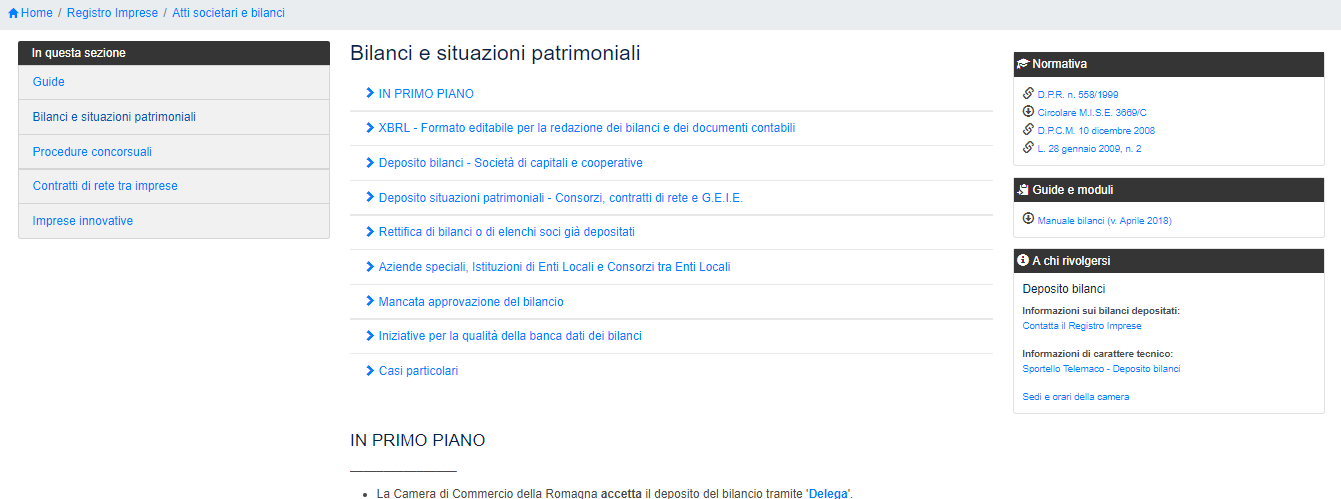 Home / Registro Imprese / Atti societari e bilanci
In questa sezione
Guide
Bilanci e situazioni patrimoniali
Procedure concorsuali
Contratti di rete tra imprese
Imprese innovative
Bilanci e situazioni patrimoniali
IN PRIMO PIANO
XBRL - Formato editabile per la redazione dei bilanci e dei documenti contabili
Deposito bilanci - Società di capitali e cooperative
Deposito situazioni patrimoniali - Consorzi, contratti di rete e G.E.I.E.
Rettifica di bilanci o di elenchi soci già depositati
Aziende speciali, Istituzioni di Enti Locali e Consorzi tra Enti Locali
Mancata approvazione del bilancio
Iniziative per la qualità della banca dati dei bilanci
Casi particolari
IN PRIMO PIANO
La Camera di Commercio della Romagna accetta il deposito del bilancio tramite 'Delega'.
Normativa
D.P.R. n. 558/1999
Circolare M.I.S.E. 3669/C
D.P.C.M. 10 dicembre 2008
L. 28 gennaio 2009, n. 2
Guide e moduli
Manuale bilanci (v. Aprile 2018)
A chi rivolgersi
Deposito bilanci
Informazioni sui bilanci depositati:
Contatta il Registro Imprese
Informazioni di carattere tecnico:
Sportello Telemaco - Deposito bilanci
Sedi e orari della camera